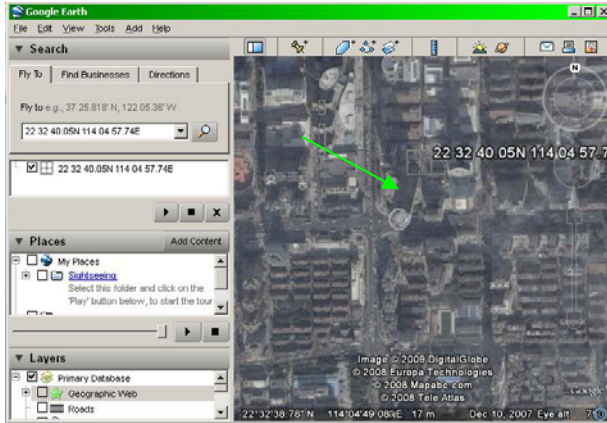 Google Earth
File Edit View Tools Add Help
Search
Fly To Find Businesses Directions
Fly to e.g., 37 25.818' N, 122 05.36' W
22 32 40.05N 114 04 57.74E
22 32 40.05N 114 04 57.74E
Places Add Content
My Places
Sightseeing
Select this folder and click on the
'Play' button below, to start the tour
Layers
Primary Database
Geographic Web
Roads
N
22 32 40.05N 114 04 57.7
Image © 2009 DigitalGlobe
© 2008 Europa Technologies
© 2008 Mapabc.com
© 2008 Tele Atlas
Google
22°32'38.78" N 114°04'49.08" E 17 m Dec 10, 2007 Eye alt